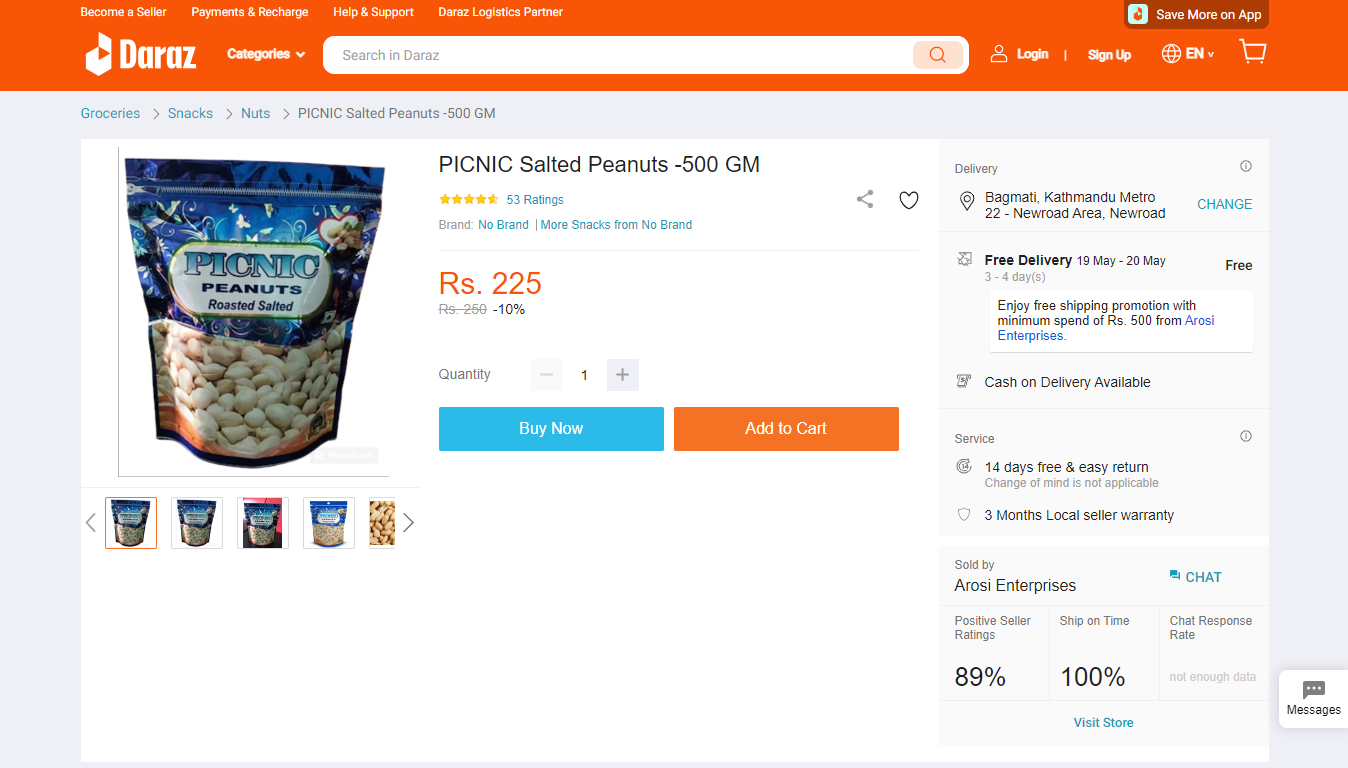 Become a Seller
Payments & Recharge
Help & Support
Daraz Logistics Partner
Save More on App
Daraz
Categories
Search in Daraz
Login
|
Sign Up
EN
Groceries
Snacks
Nuts
PICNIC Salted Peanuts -500 GM
PICNIC
PEANUTS
Roasted Salted
PICNIC Salted Peanuts -500 GM
53 Ratings
Brand: No Brand | More Snacks from No Brand
Rs. 225
Rs. 250 -10%
Quantity
1
Buy Now
Add to Cart
Delivery
Bagmati, Kathmandu Metro
22 - Newroad Area, Newroad
CHANGE
Free Delivery 19 May - 20 May
3 - 4 day(s)
Free
Enjoy free shipping promotion with
minimum spend of Rs. 500 from Arosi
Enterprises.
Cash on Delivery Available
Service
14 days free & easy return
Change of mind is not applicable
3 Months Local seller warranty
Sold by
Arosi Enterprises
CHAT
Positive Seller
Ratings
89%
Ship on Time
100%
Chat Response
Rate
not enough data
Visit Store
Messages